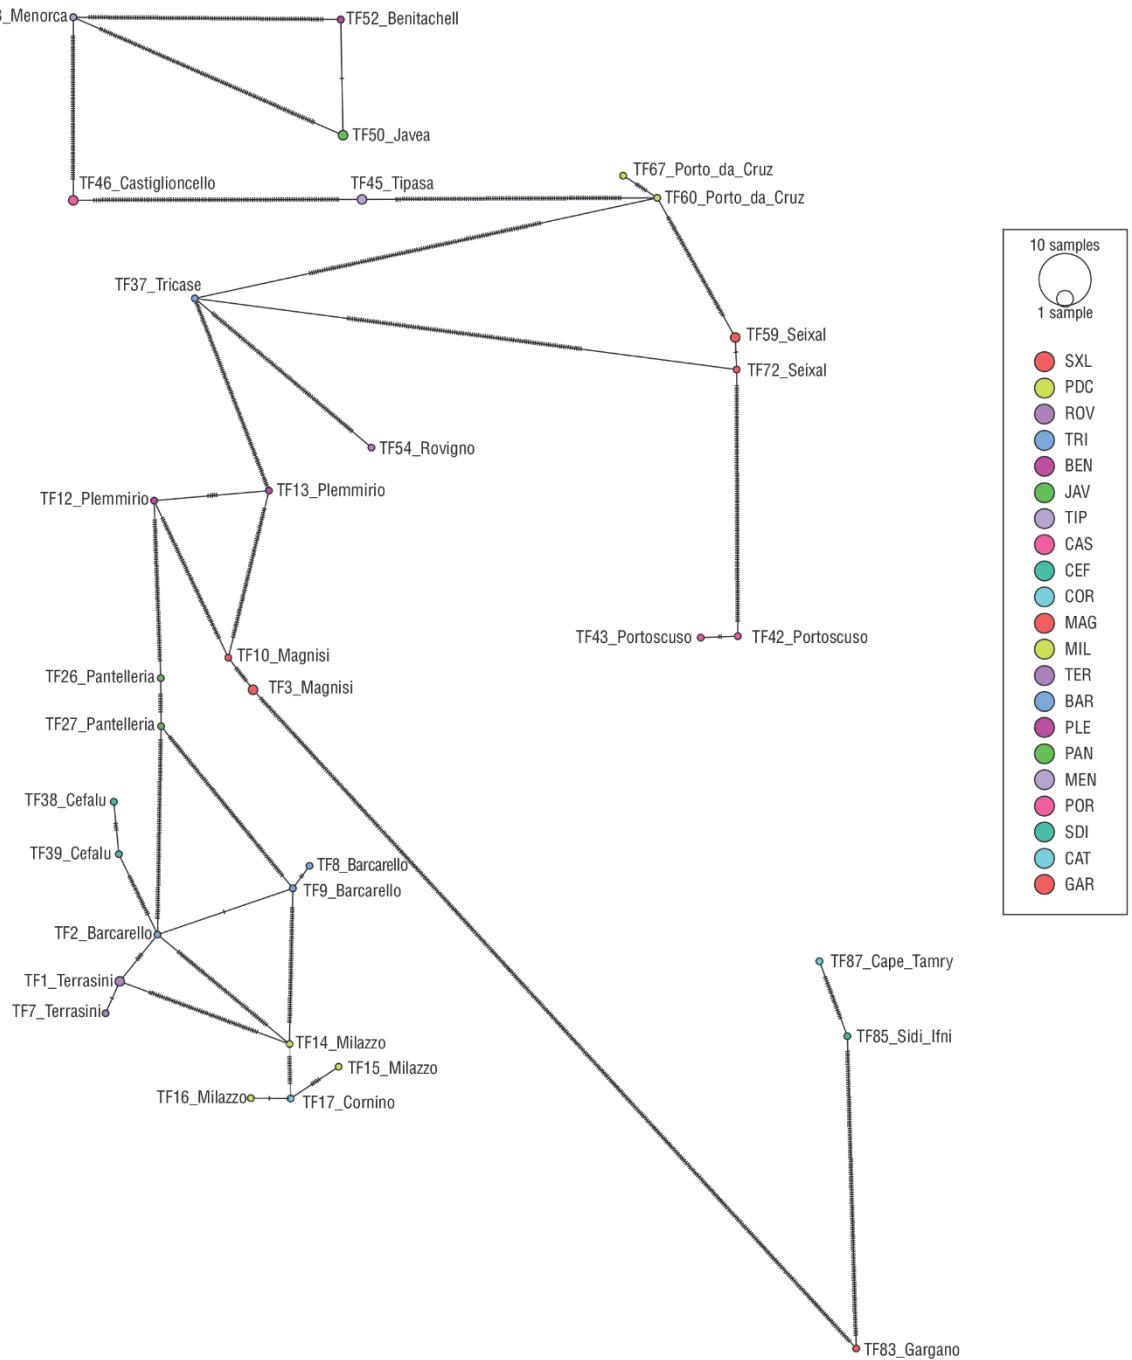 _Menorca
TF52_Benitachell
TF50_Javea
TF46_Castiglioncello
TF45_Tipasa
TF67_Porto_da_Cruz
TF60_Porto_da_Cruz
TF37_Tricase
TF59_Seixal
TF72_Seixal
TF54_Rovigno
TF12_Plemmirio
TF13_Plemmirio
TF43_Portoscuso
TF42_Portoscuso
TF10_Magnisi
TF26_Pantelleria
TF3_Magnisi
TF27_Pantelleria
TF38_Cefalu
TF39_Cefalu
TF8_Barcarello
TF9_Barcarello
TF2_Barcarello
TF1_Terrasini
TF7_Terrasini
TF14_Milazzo
TF15_Milazzo
TF16_Milazzo
TF17_Cornino
TF87_Cape_Tamry
TF85_Sidi_Ifni
TF83_Gargano
10 samples
1 sample
SXL
PDC
ROV
TRI
BEN
JAV
TIP
CAS
CEF
COR
MAG
MIL
TER
BAR
PLE
PAN
MEN
POR
SDI
CAT
GAR